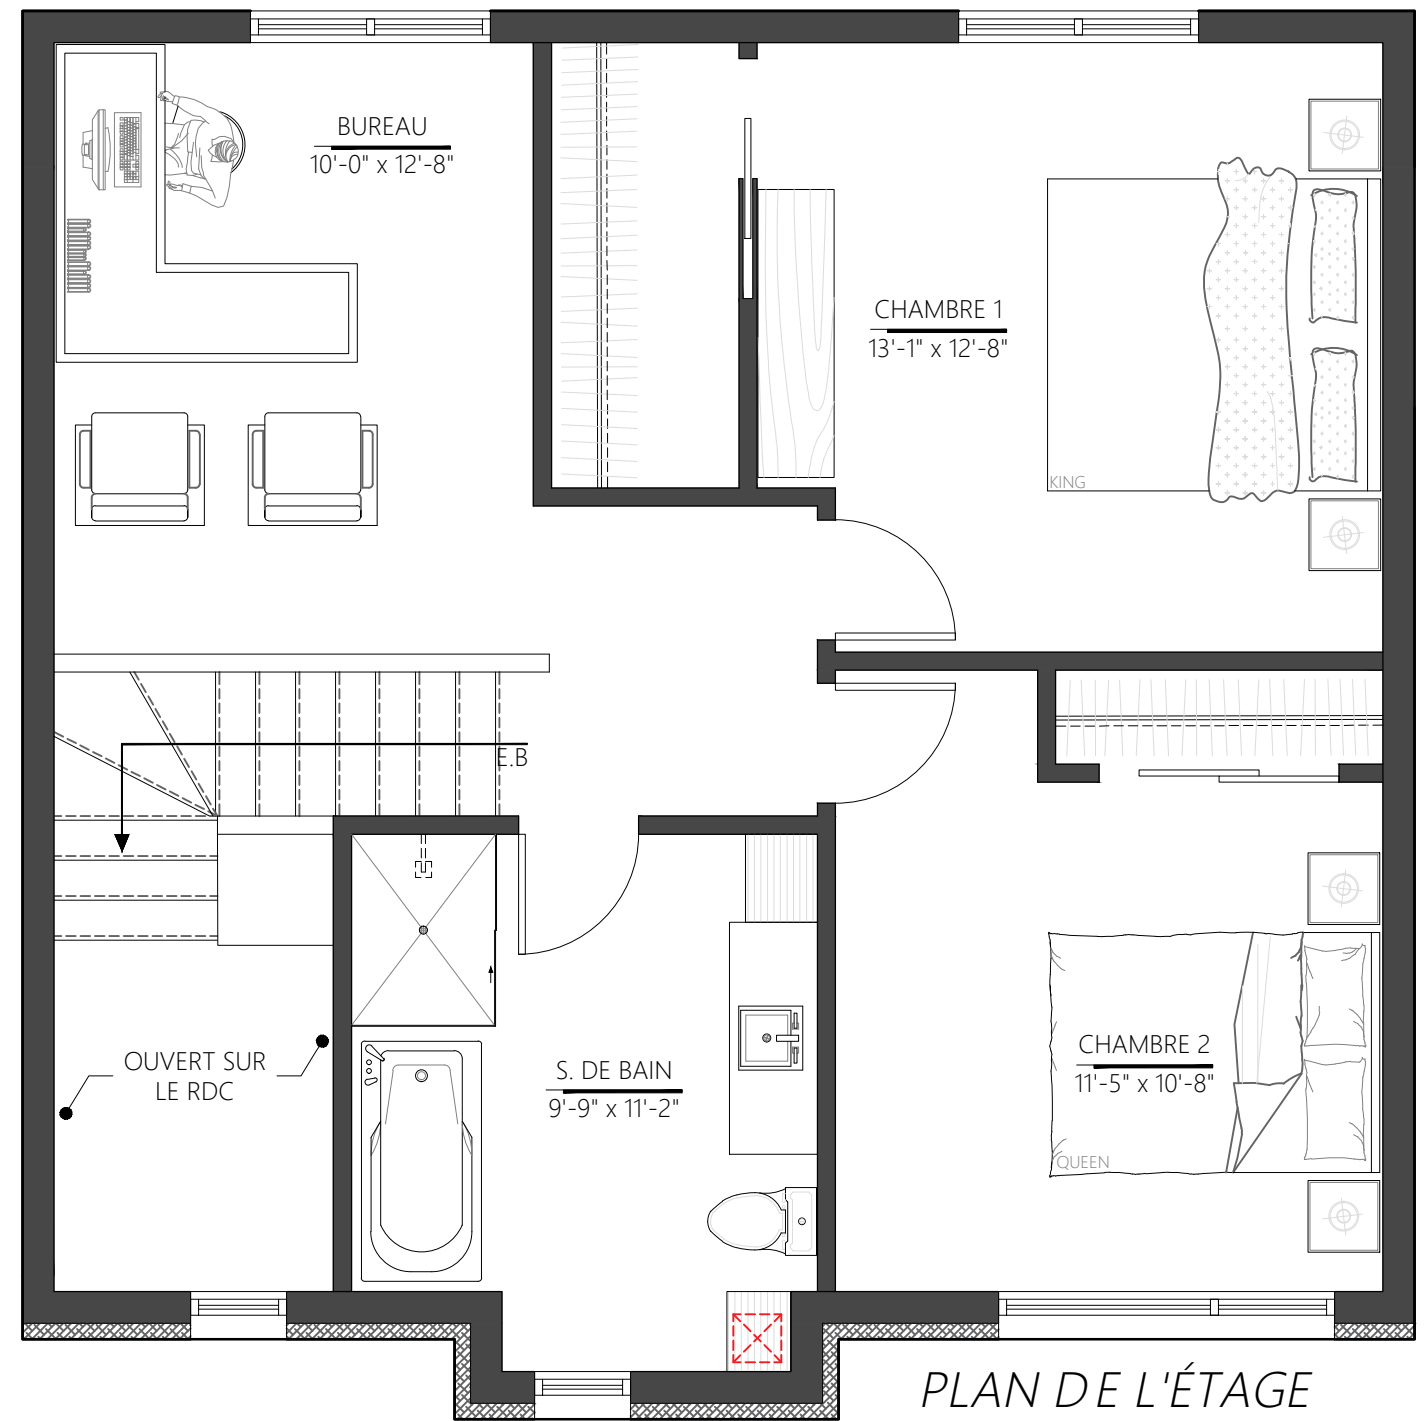 BUREAU
10'-0" x 12'-8"
CHAMBRE 1
13'-1" x 12'-8"
KING
E.B
OUVERT SUR
LE RDC
S. DE BAIN
9'-9" x 11'-2"
CHAMBRE 2
11'-5" x 10'-8"
QUEEN
PLAN DE L'ÉTAGE